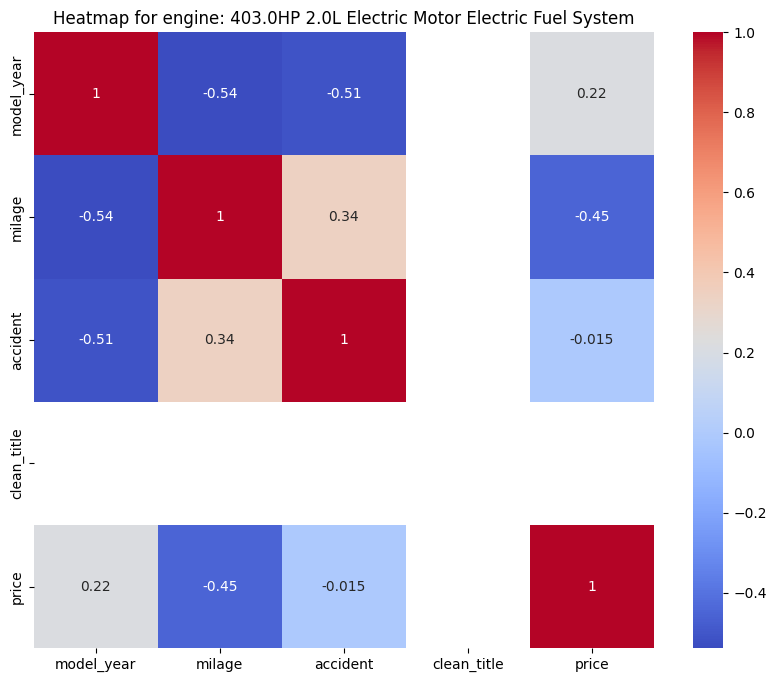 Heatmap for engine: 403.0HP 2.0L Electric Motor Electric Fuel System
model_year 1 -0.54 -0.51 0.22
milage -0.54 1 0.34 -0.45
accident -0.51 0.34 1 -0.015
clean_title
price 0.22 -0.45 -0.015 1
model_year milage accident clean_title price
1.0
0.8
0.6
0.4
0.2
0.0
−0.2
−0.4